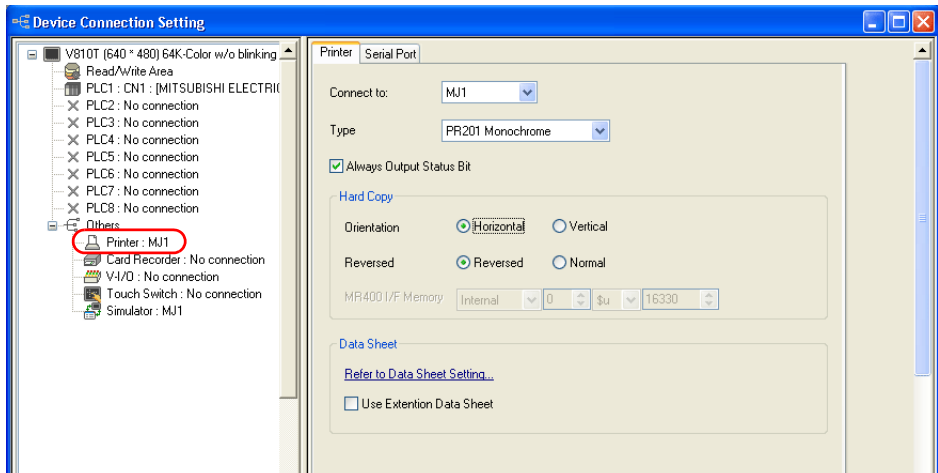 Device Connection Setting
V810T (640 * 480) 64K-Color w/o blinking
Read/Write Area
PLC1 : CN1 : [MITSUBISHI ELECTRI
PLC2 : No connection
PLC3 : No connection
PLC4 : No connection
PLC5 : No connection
PLC6 : No connection
PLC7 : No connection
PLC8 : No connection
Others
Printer : MJ1
Card Recorder : No connection
V-I/O : No connection
Touch Switch : No connection
Simulator : MJ1
Printer Serial Port
Connect to: MJ1
Type PR201 Monochrome
Always Output Status Bit
Hard Copy
Orientation Horizontal Vertical
Reversed Reversed Normal
MR400 I/F Memory Internal 0 $u 16330
Data Sheet
Refer to Data Sheet Setting...
Use Extention Data Sheet